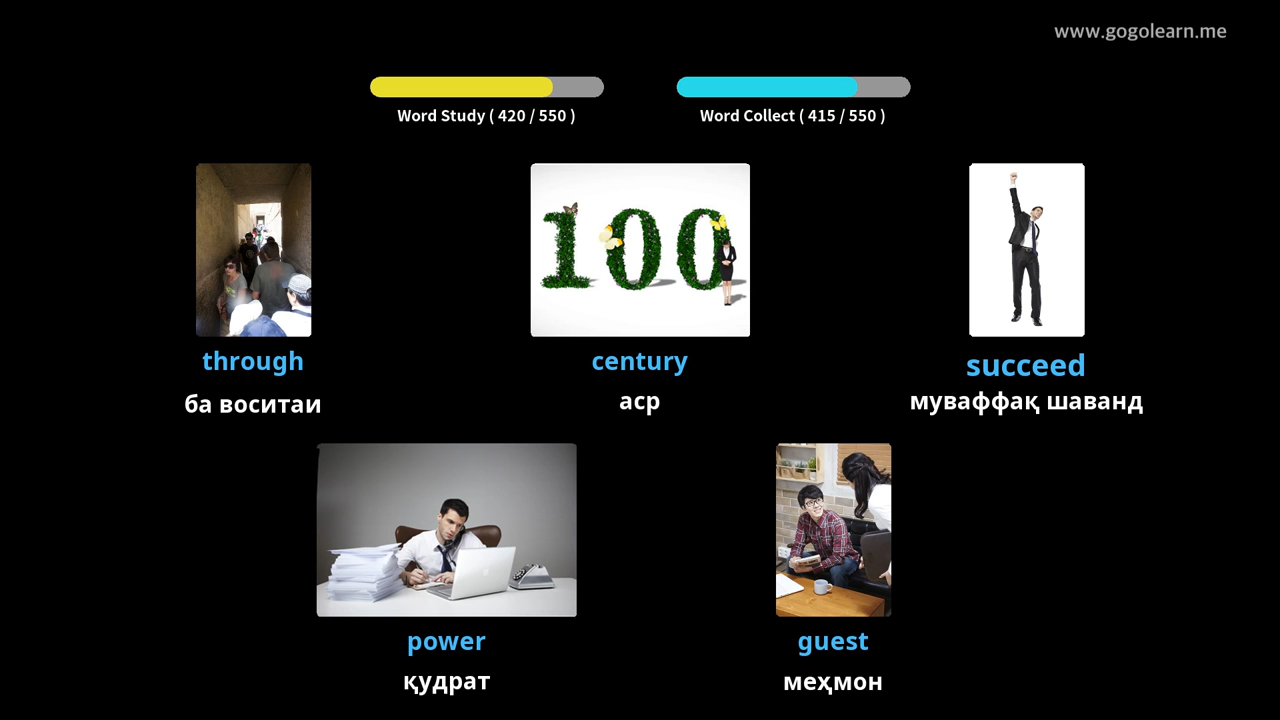 www.gogolearn.me
Word Study ( 420 / 550 )
Word Collect ( 415 / 550 )
through
century
succeed
ба воситаи
аср
муваффақ шаванд
power
guest
қудрат
меҳмон